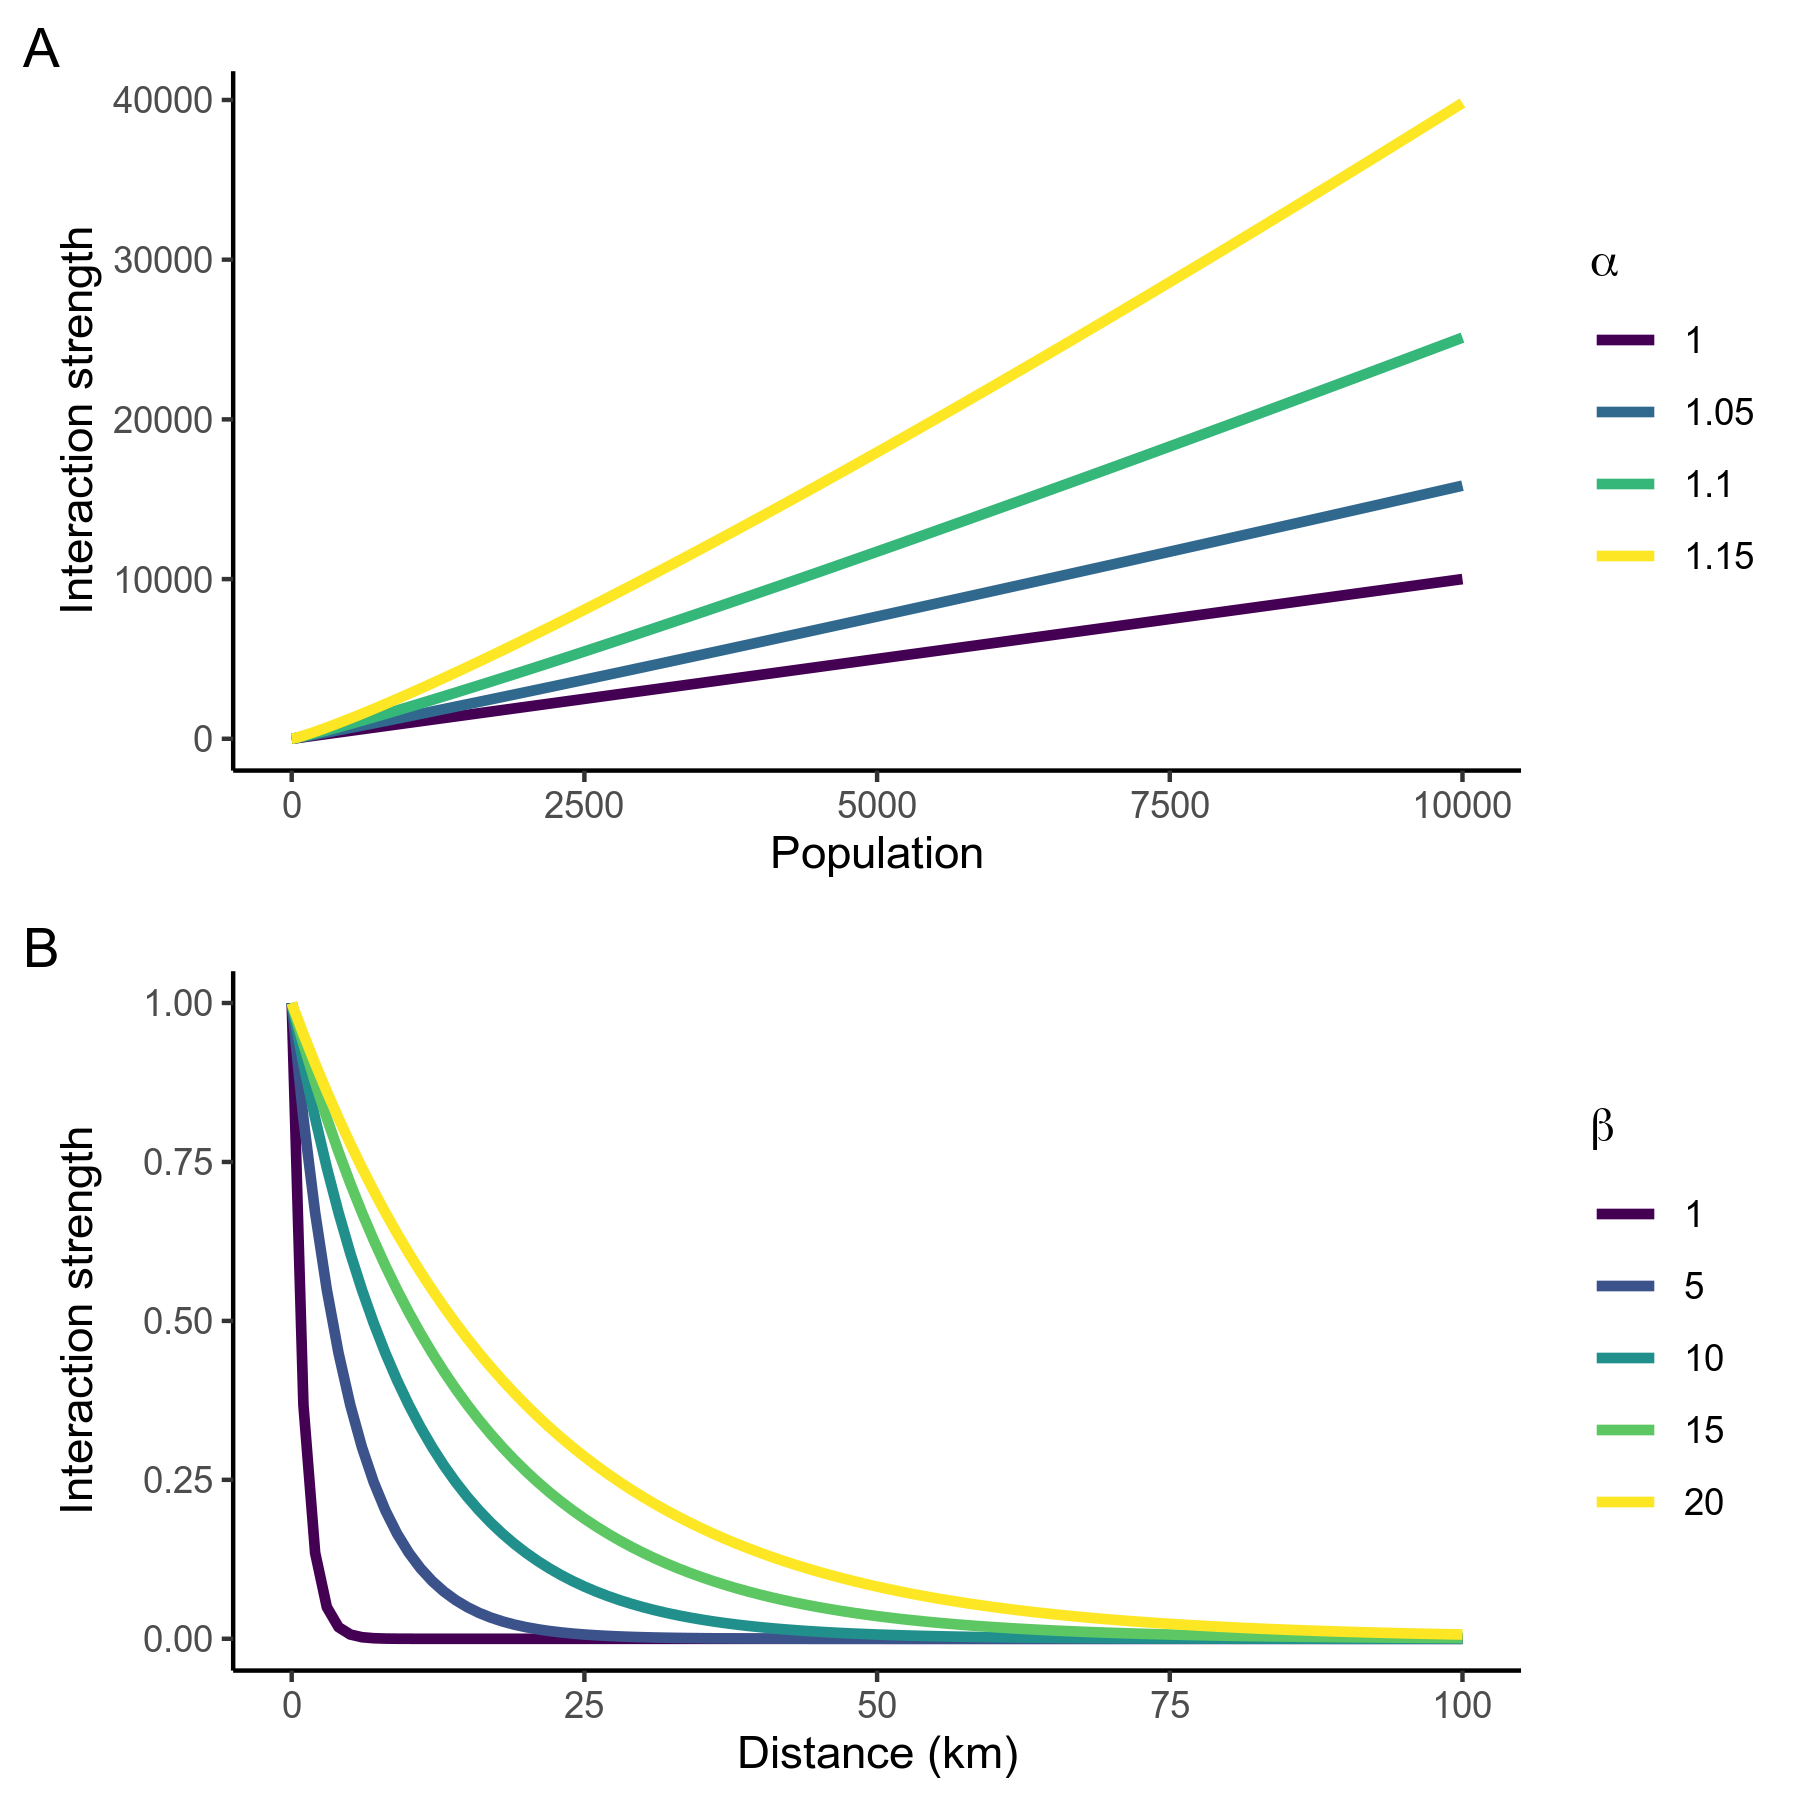 A
Interaction strength
40000
30000
20000
10000
0
0 2500 5000 7500 10000
Population
α
1
1.05
1.1
1.15
B
Interaction strength
1.00
0.75
0.50
0.25
0.00
0 25 50 75 100
Distance (km)
β
1
5
10
15
20